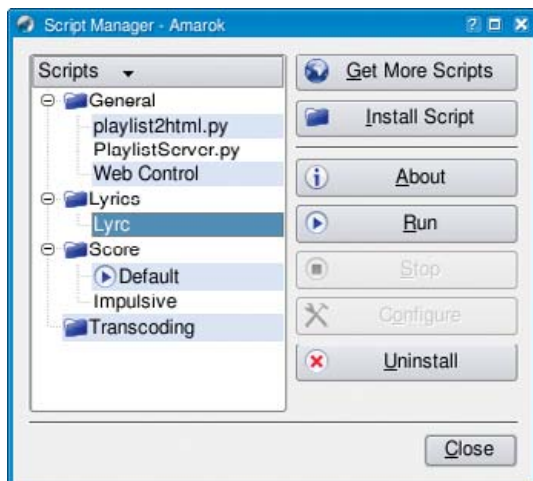 Script Manager - Amarok
Scripts
General
playlist2html.py
PlaylistServer.py
Web Control
Lyrics
Lyrc
Score
Default
Impulsive
Transcoding
Get More Scripts
Install Script
About
Run
Stop
Configure
Uninstall
Close